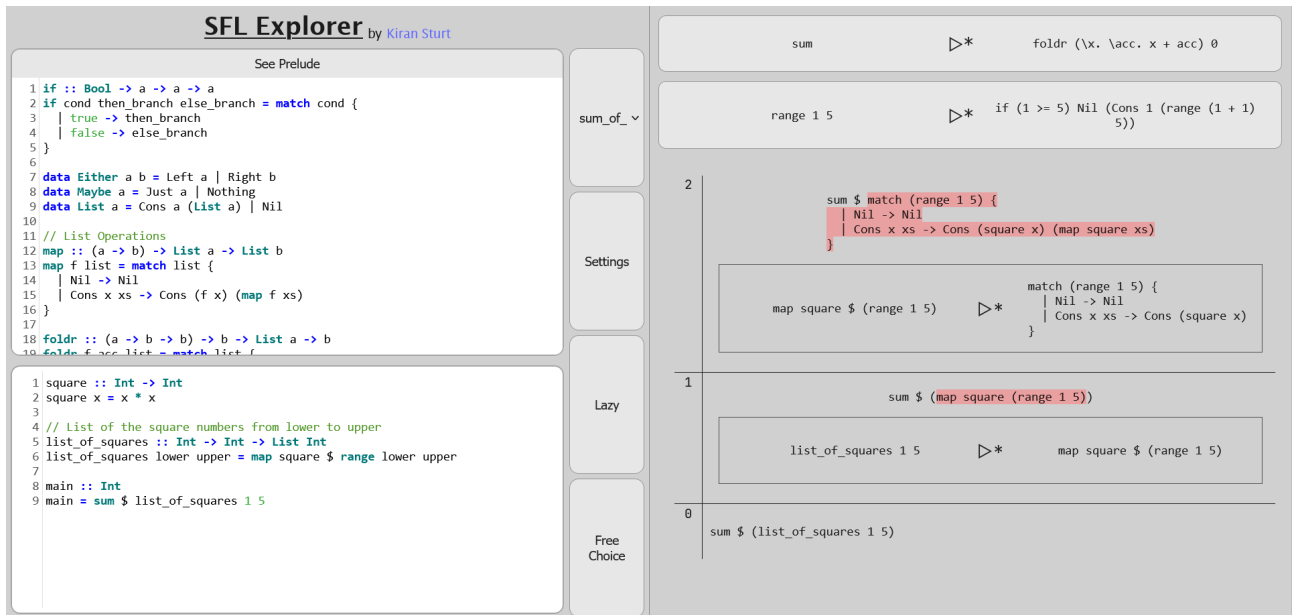 SFL Explorer by Kiran Sturt
See Prelude
1 if :: Bool -> a -> a -> a
2 if cond then_branch else_branch = match cond {
3   | true -> then_branch
4   | false -> else_branch
5 }
6
7 data Either a b = Left a | Right b
8 data Maybe a = Just a | Nothing
9 data List a = Cons a (List a) | Nil
10
11 // List Operations
12 map :: (a -> b) -> List a -> List b
13 map f list = match list {
14   | Nil -> Nil
15   | Cons x xs -> Cons (f x) (map f xs)
16 }
17
18 foldr :: (a -> b -> b) -> b -> List a -> b
19 foldr f acc list = match list {
1 square :: Int -> Int
2 square x = x * x
3
4 // List of the square numbers from lower to upper
5 list_of_squares :: Int -> Int -> List Int
6 list_of_squares lower upper = map square $ range lower upper
7
8 main :: Int
9 main = sum $ list_of_squares 1 5
sum_of_
Settings
Lazy
Free
Choice
sum ▷* foldr (\x. \acc. x + acc) 0
range 1 5 ▷* if (1 >= 5) Nil (Cons 1 (range (1 + 1)
5))
2
sum $ match (range 1 5) {
  | Nil -> Nil
  | Cons x xs -> Cons (square x) (map square xs)
}
map square $ (range 1 5) ▷* match (range 1 5) {
  | Nil -> Nil
  | Cons x xs -> Cons (square x)
}
1
sum $ (map square (range 1 5))
list_of_squares 1 5 ▷* map square $ (range 1 5)
0
sum $ (list_of_squares 1 5)